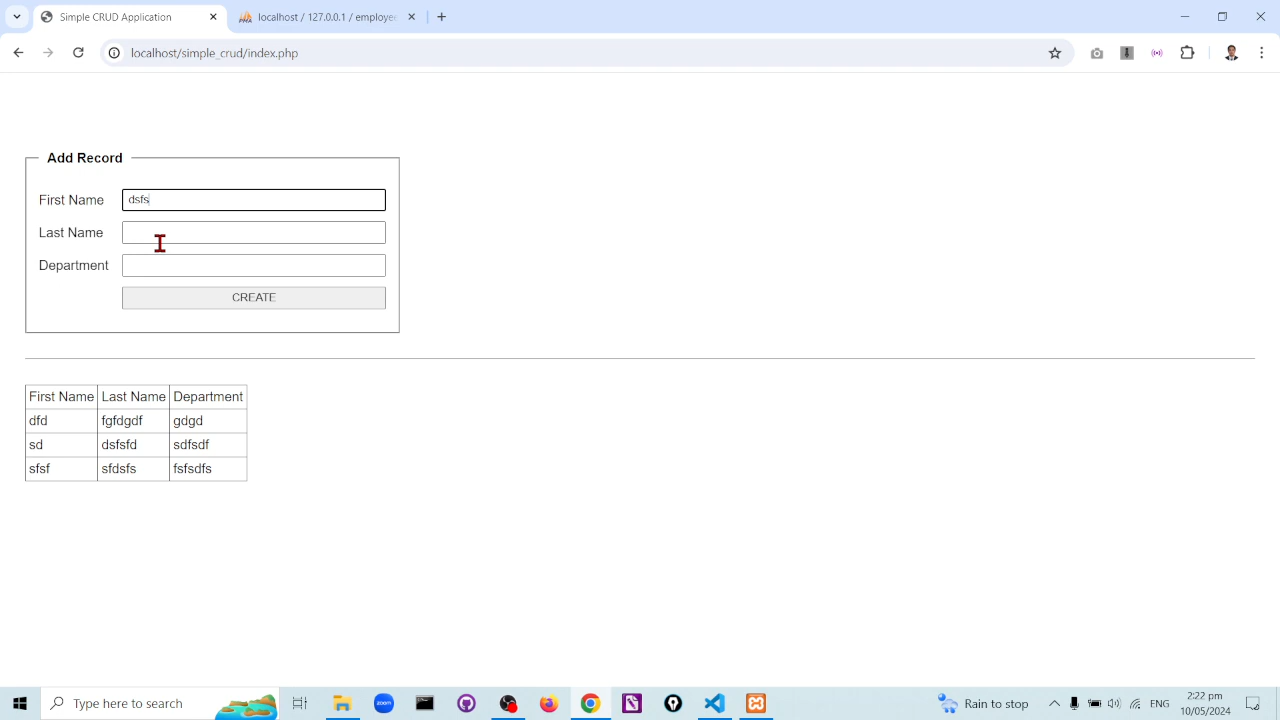 Simple CRUD Application
localhost / 127.0.0.1 / employe
localhost/simple_crud/index.php
Add Record
First Name dsfs
Last Name
Department
CREATE
First Name Last Name Department
dfd fgfdgdf gdgd
sd dsfsfd sdfsdf
sfsf sfdsfs fsfsdfs
Type here to search
zoom
Rain to stop
ENG
2:22 pm
10/05/2024